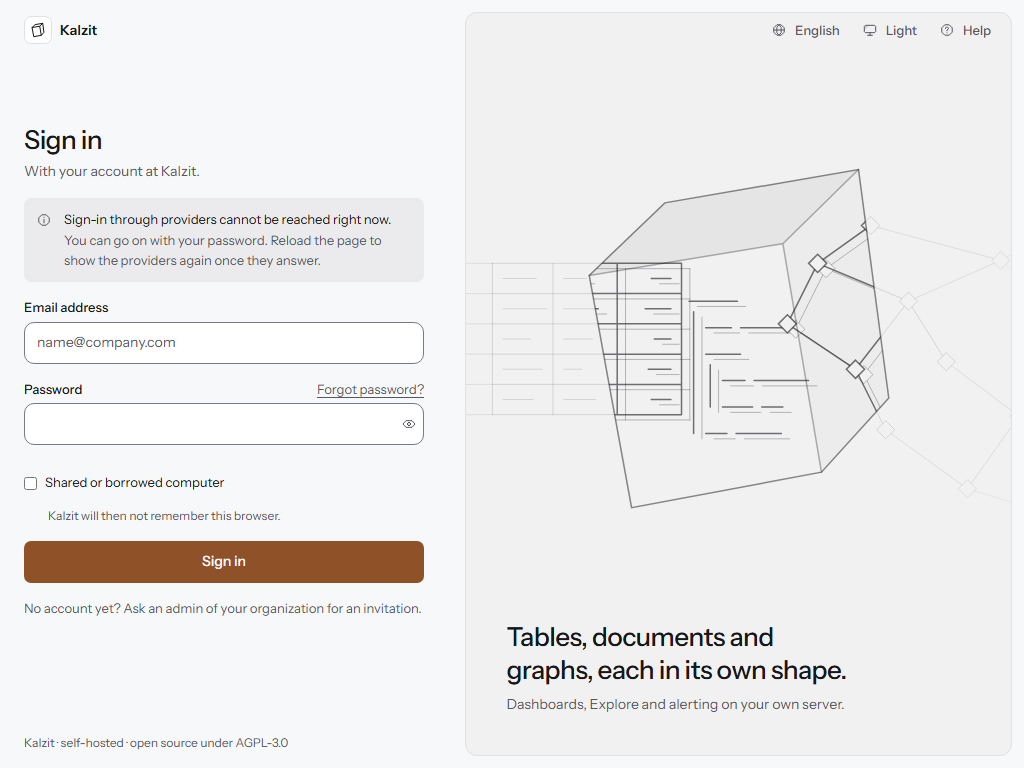 Kalzit
English
Light
Help
Sign in
With your account at Kalzit.
Sign-in through providers cannot be reached right now.
You can go on with your password. Reload the page to
show the providers again once they answer.
Email address
name@company.com
Password
Forgot password?
Shared or borrowed computer
Kalzit will then not remember this browser.
Sign in
No account yet? Ask an admin of your organization for an invitation.
Kalzit · self-hosted · open source under AGPL-3.0
Tables, documents and
graphs, each in its own shape.
Dashboards, Explore and alerting on your own server.